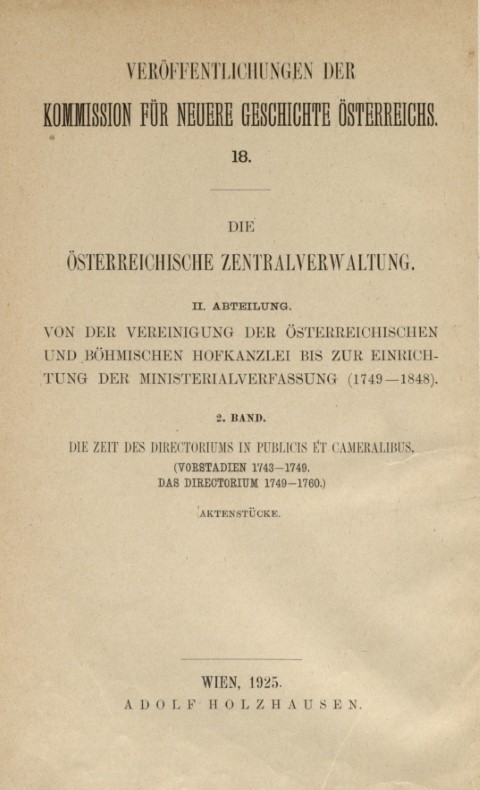 VERÖFFENTLICHUNGEN DER
KOMMISSION FÜR NEUERE GESCHICHTE ÖSTERREICHS.
18.
DIE
ÖSTERREICHISCHE ZENTRALVERWALTUNG.
II. ABTEILUNG.
VON DER VEREINIGUNG DER ÖSTERREICHISCHEN
UND BÖHMISCHEN HOFKANZLEI BIS ZUR EINRICH-
TUNG DER MINISTERIALVERFASSUNG (1749—1848).
2. BAND.
DIE ZEIT DES DIRECTORIUMS IN PUBLICIS ET CAMERALIBUS.
(VORSTADIEN 1743—1749.
DAS DIRECTORIUM 1749—1760.)
AKTENSTÜCKE.
WIEN, 1925.
ADOLF HOLZHAUSEN.